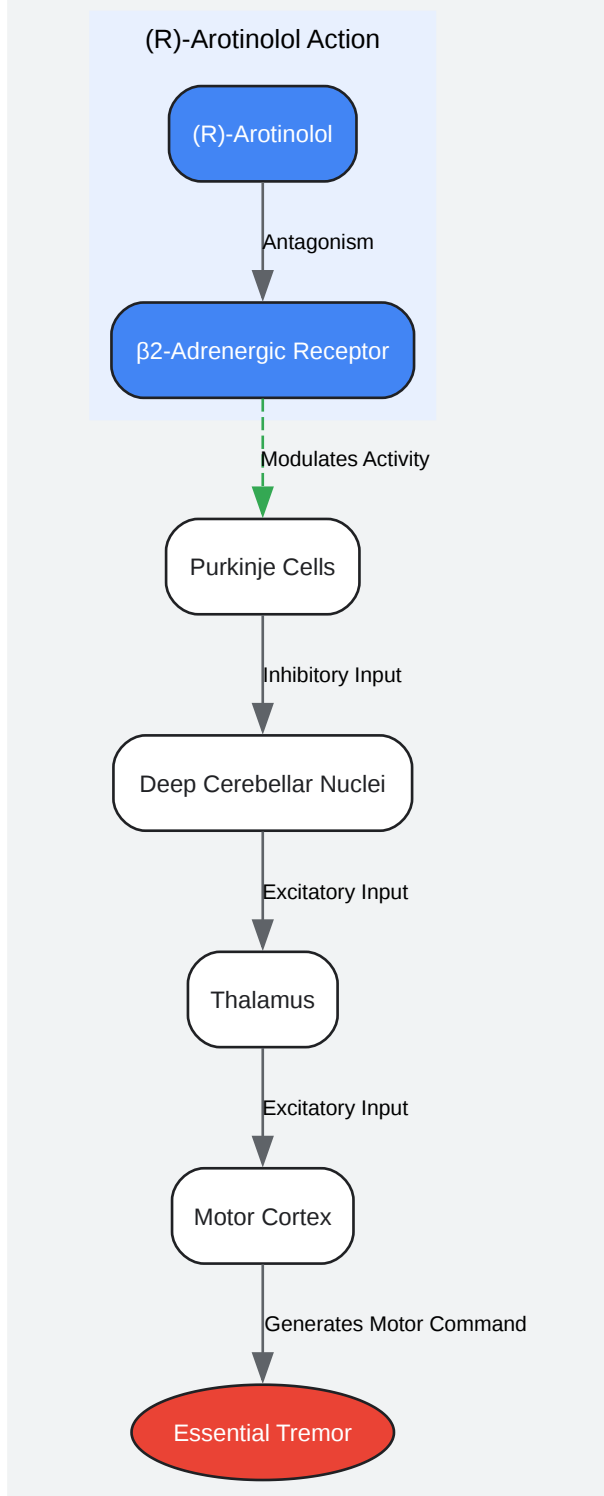 (R)-Arotinolol Action
(R)-Arotinolol
Antagonism
β2-Adrenergic Receptor
Modulates Activity
Purkinje Cells
Inhibitory Input
Deep Cerebellar Nuclei
Excitatory Input
Thalamus
Excitatory Input
Motor Cortex
Generates Motor Command
Essential Tremor